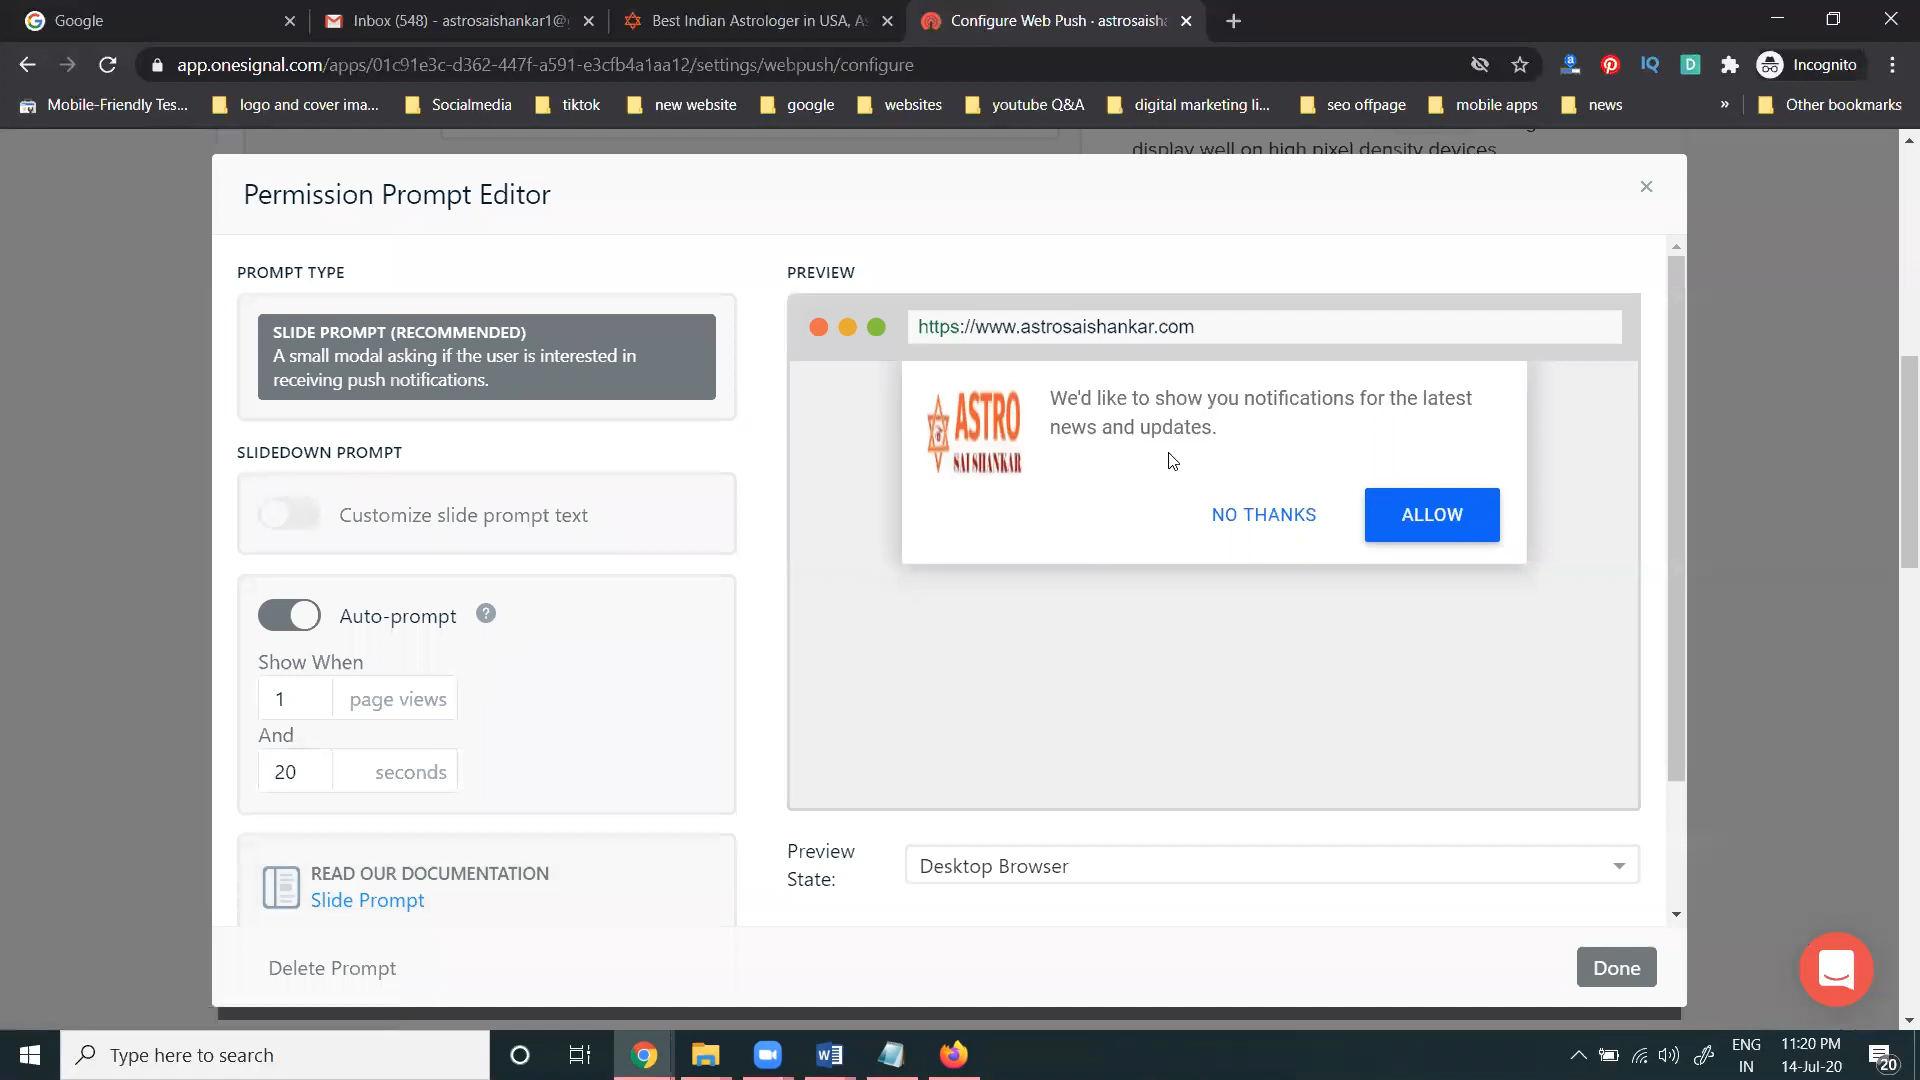 Google
Inbox (548) - astrosaishankar1@
Best Indian Astrologer in USA, A
Configure Web Push · astrosaisha
app.onesignal.com/apps/01c91e3c-d362-447f-a591-e3cfb4a1aa12/settings/webpush/configure
IQ
D
Incognito
Mobile-Friendly Tes...
logo and cover ima...
Socialmedia
tiktok
new website
google
websites
youtube Q&A
digital marketing li...
seo offpage
mobile apps
news
»
Other bookmarks
display well on high pixel density devices
Permission Prompt Editor
PROMPT TYPE
SLIDE PROMPT (RECOMMENDED)
A small modal asking if the user is interested in
receiving push notifications.
SLIDEDOWN PROMPT
Customize slide prompt text
Auto-prompt ?
Show When
1 page views
And
20 seconds
READ OUR DOCUMENTATION
Slide Prompt
PREVIEW
https://www.astrosaishankar.com
ASTRO
SAI SHANKAR
We'd like to show you notifications for the latest
news and updates.
NO THANKS
ALLOW
Preview
State:
Desktop Browser
Delete Prompt
Done
Type here to search
ENG
IN
11:20 PM
14-Jul-20
20